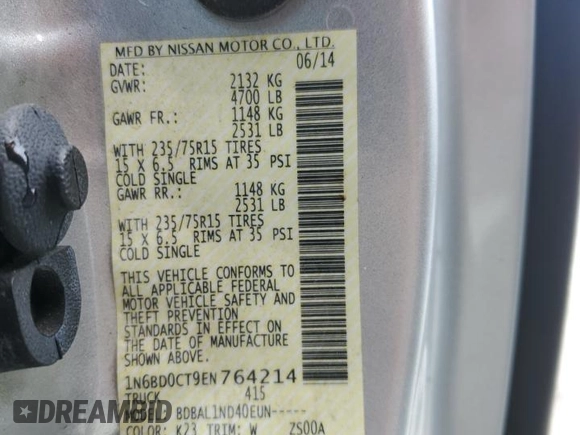 MFD BY NISSAN MOTOR CO., LTD.
DATE: 06/14
GVWR: 2132 KG
4700 LB
GAWR FR.: 1148 KG
2531 LB
WITH 235/75R15 TIRES
15 X 6.5 RIMS AT 35 PSI
COLD SINGLE
GAWR RR.: 1148 KG
2531 LB
WITH 235/75R15 TIRES
15 X 6.5 RIMS AT 35 PSI
COLD SINGLE
THIS VEHICLE CONFORMS TO
ALL APPLICABLE FEDERAL
MOTOR VEHICLE SAFETY AND
THEFT PREVENTION
STANDARDS IN EFFECT ON
THE DATE OF MANUFACTURE
SHOWN ABOVE.
1N6BD0CT9EN764214
TRUCK 415
BDBAL1ND40EUN-----
COLOR: K23 TRIM: W ZS00A
DIDCARHISTORY.COM